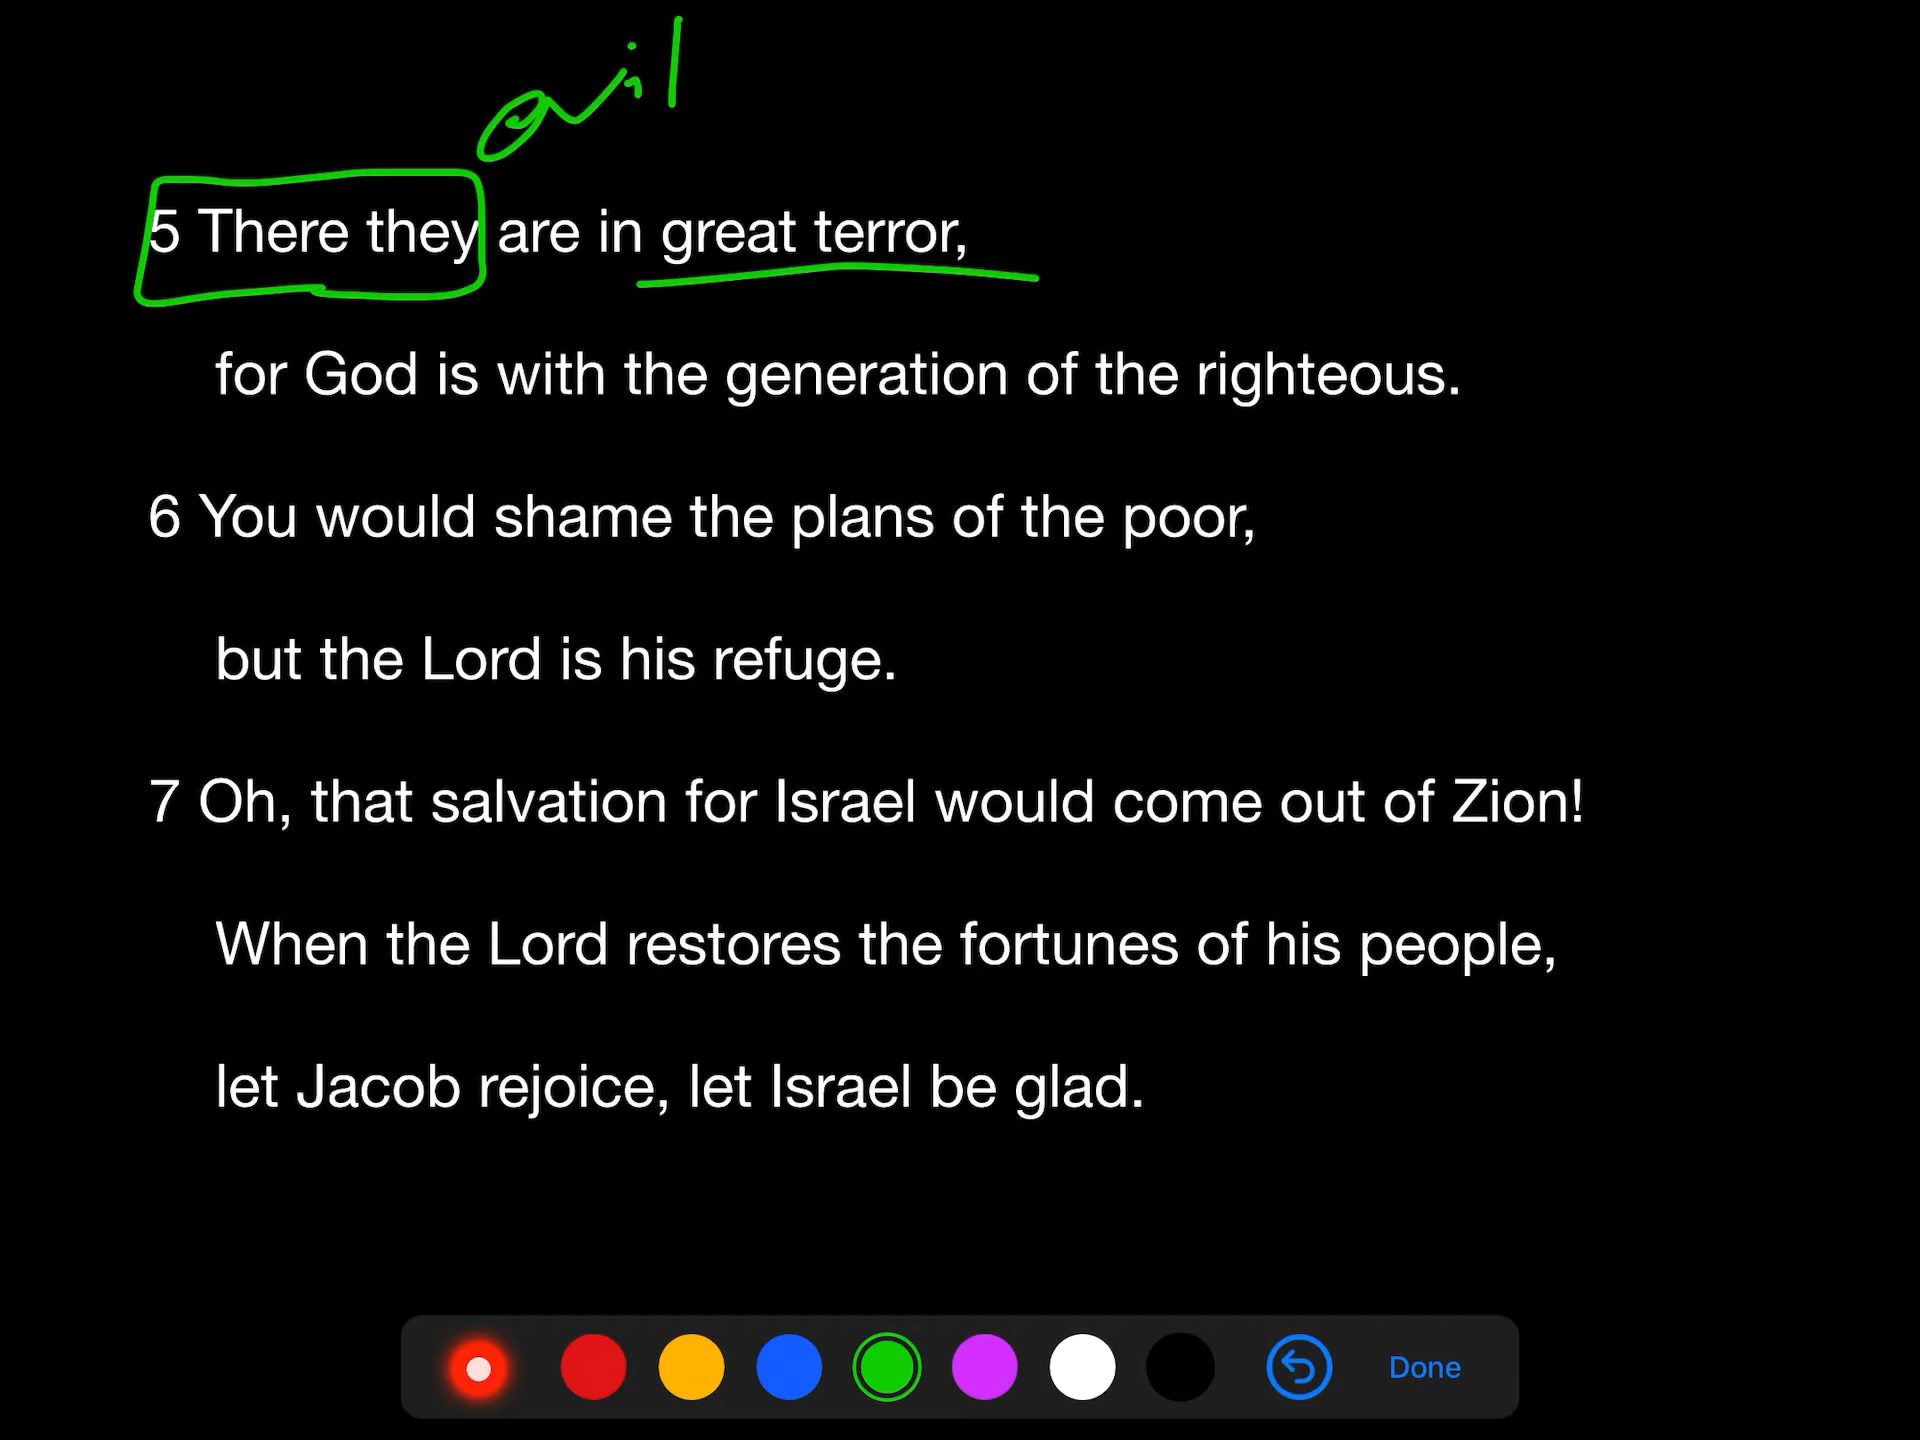 evil
5 There they are in great terror,
for God is with the generation of the righteous.
6 You would shame the plans of the poor,
but the Lord is his refuge.
7 Oh, that salvation for Israel would come out of Zion!
When the Lord restores the fortunes of his people,
let Jacob rejoice, let Israel be glad.
Done